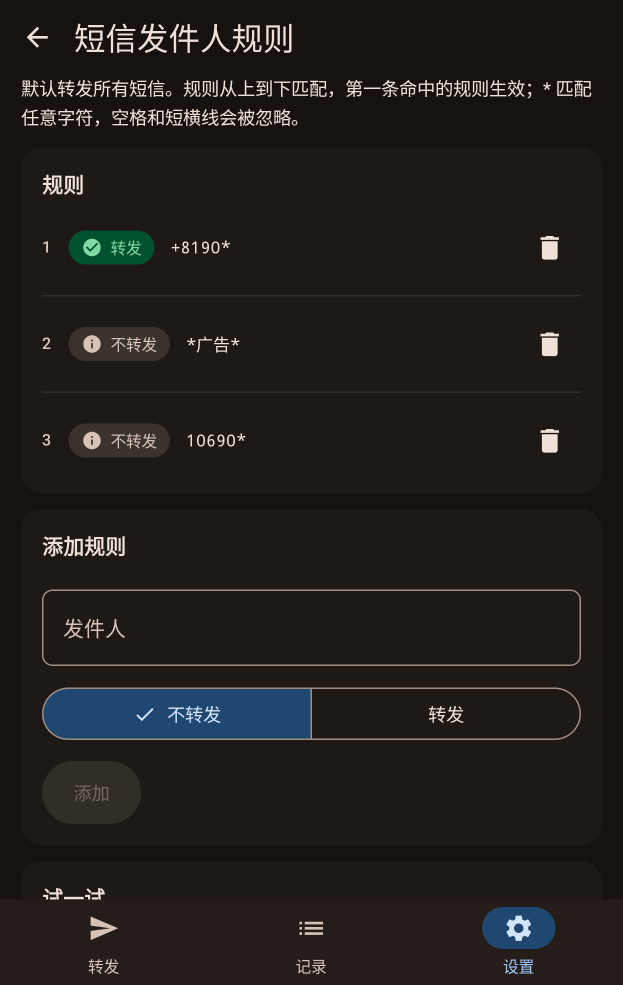 短信发件人规则
默认转发所有短信。规则从上到下匹配，第一条命中的规则生效；* 匹配
任意字符，空格和短横线会被忽略。
规则
1 转发 +8190*
2 不转发 *广告*
3 不转发 10690*
添加规则
发件人
不转发 转发
添加
试一试
转发 记录 设置